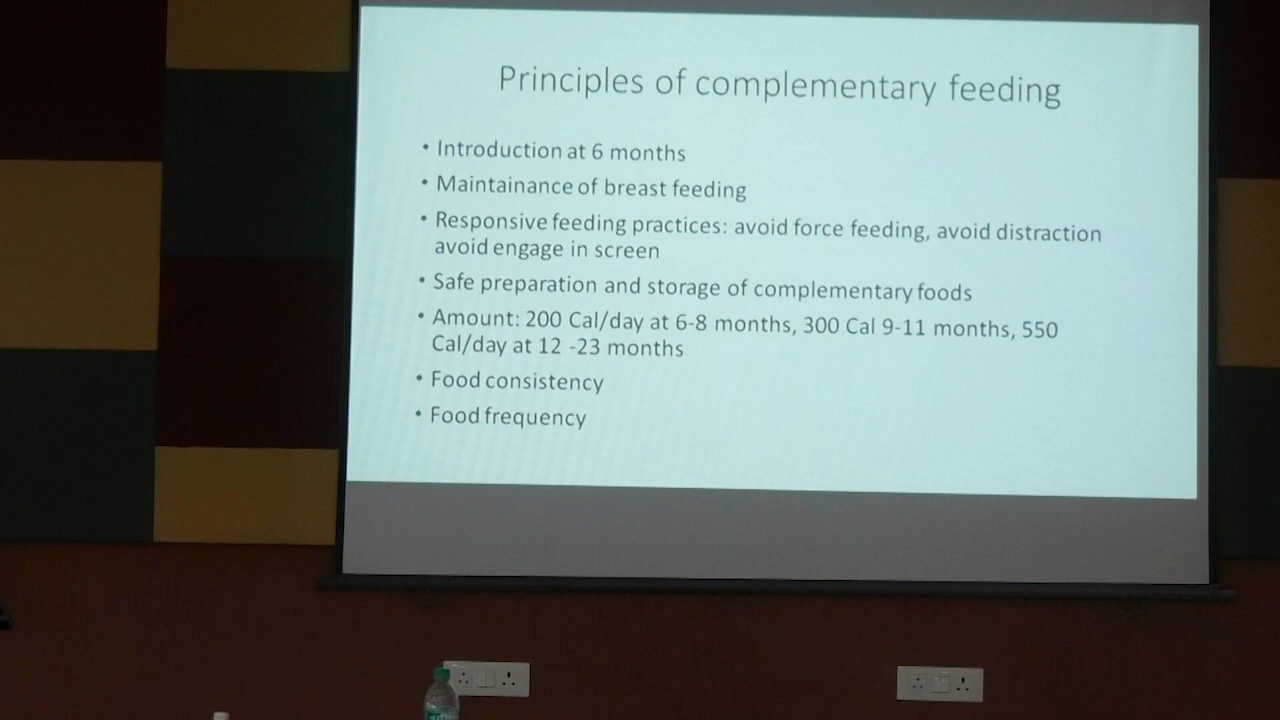 Principles of complementary feeding
• Introduction at 6 months
• Maintainance of breast feeding
• Responsive feeding practices: avoid force feeding, avoid distraction
avoid engage in screen
• Safe preparation and storage of complementary foods
• Amount: 200 Cal/day at 6-8 months, 300 Cal 9-11 months, 550
Cal/day at 12 -23 months
• Food consistency
• Food frequency